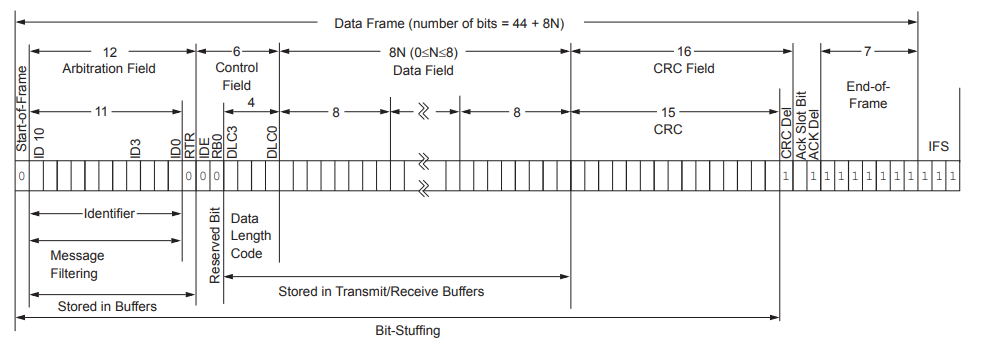 Data Frame (number of bits = 44 + 8N)
12
Arbitration Field
6
Control
Field
4
8N (0≤N≤8)
Data Field
16
CRC Field
7
End-of-
Frame
11
8
8
15
CRC
IFS
Start-of-Frame
ID 10
ID3
ID0
RTR
IDE
RB0
DLC3
DLC0
CRC Del
Ack Slot Bit
ACK Del
0 0 0 0 1 1 1 1 1 1 1 1 1 1 1 1
Identifier
Message
Filtering
Stored in Buffers
Reserved Bit
Data
Length
Code
Stored in Transmit/Receive Buffers
Bit-Stuffing